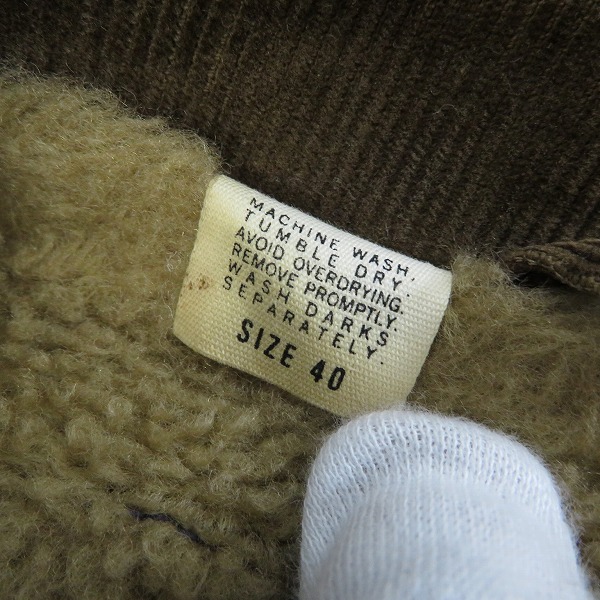 MACHINE WASH,
TUMBLE DRY.
AVOID OVERDRYING.
REMOVE PROMPTLY.
WASH DARKS
SEPARATELY.
SIZE 40